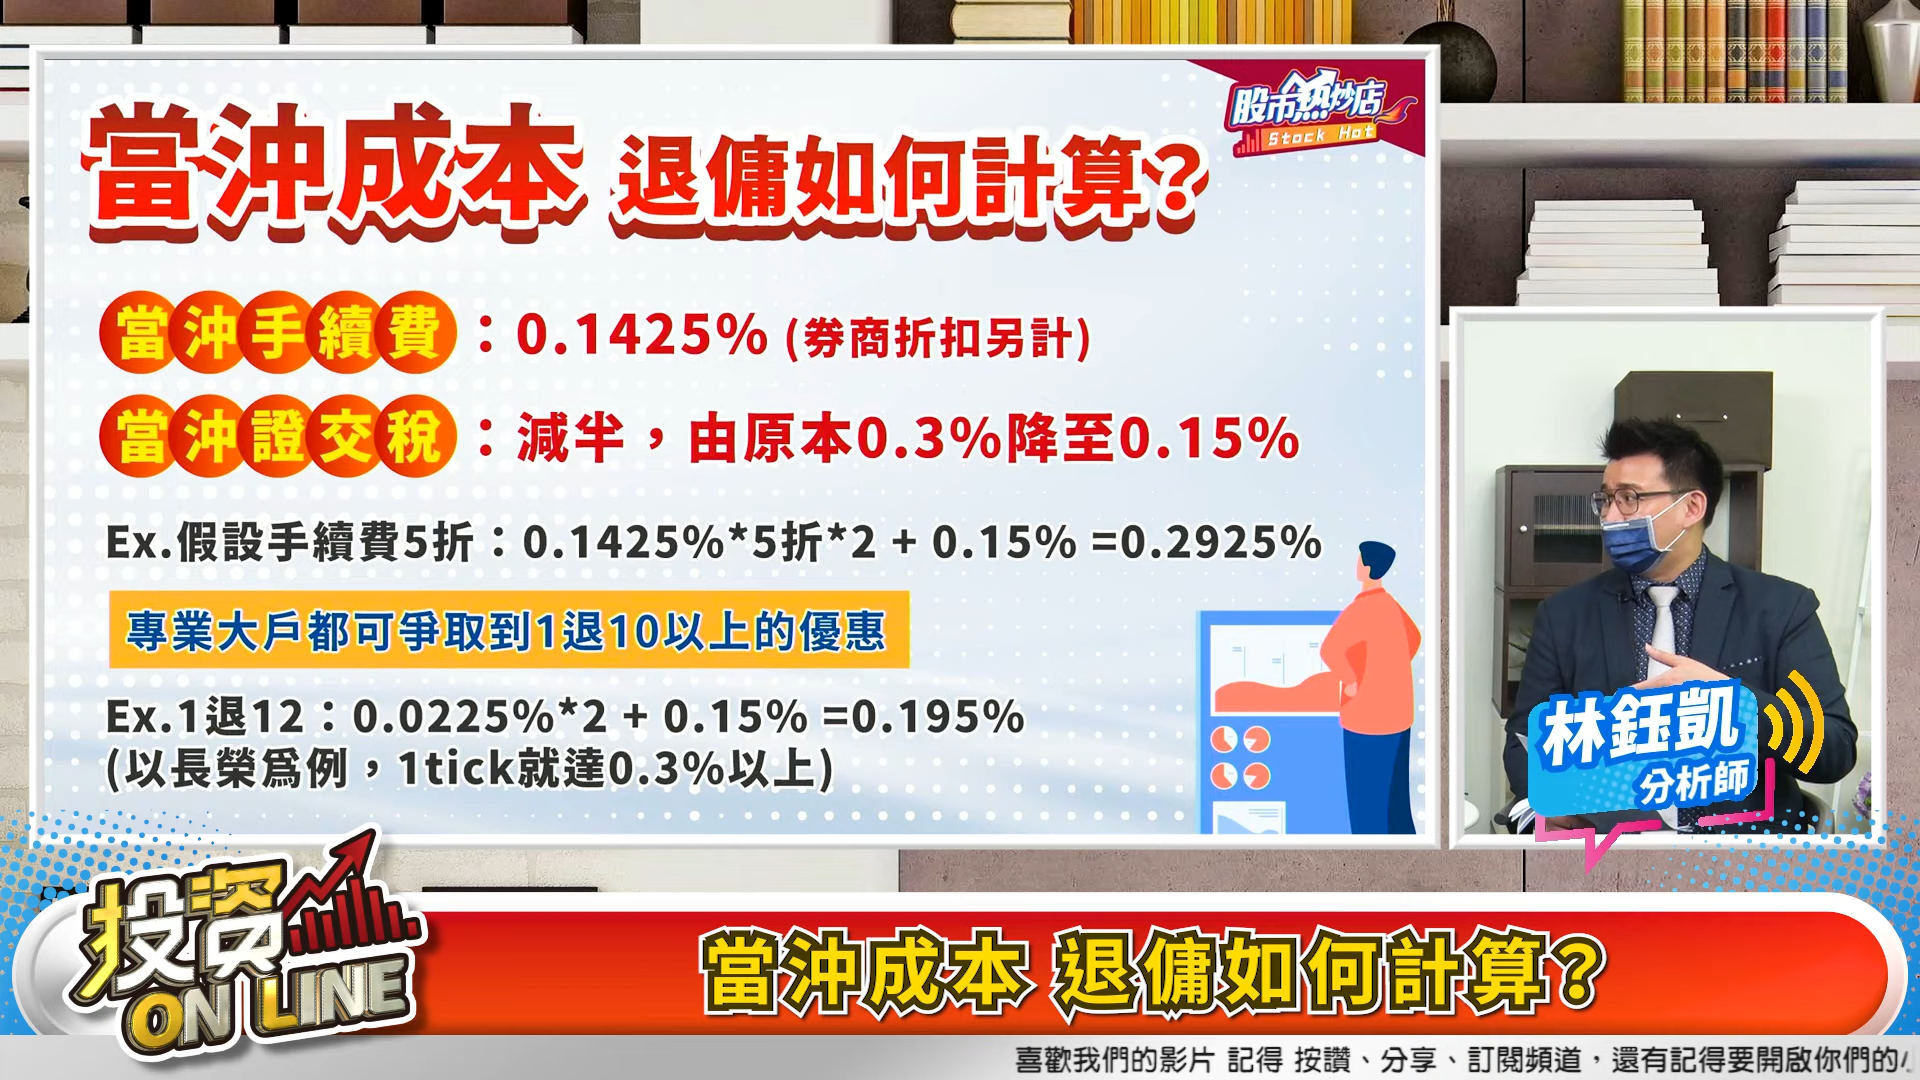 股市熱炒店
Stock Hot
當沖成本 退傭如何計算?
當沖手續費：0.1425% (券商折扣另計)
當沖證交稅：減半，由原本0.3%降至0.15%
Ex.假設手續費5折：0.1425%*5折*2 + 0.15% =0.2925%
專業大戶都可爭取到1退10以上的優惠
Ex.1退12：0.0225%*2 + 0.15% =0.195%
(以長榮為例，1tick就達0.3%以上)
林鈺凱
分析師
投資
ON LINE
當沖成本 退傭如何計算?
喜歡我們的影片 記得 按讚、分享、訂閱頻道，還有記得要開啟你們的小